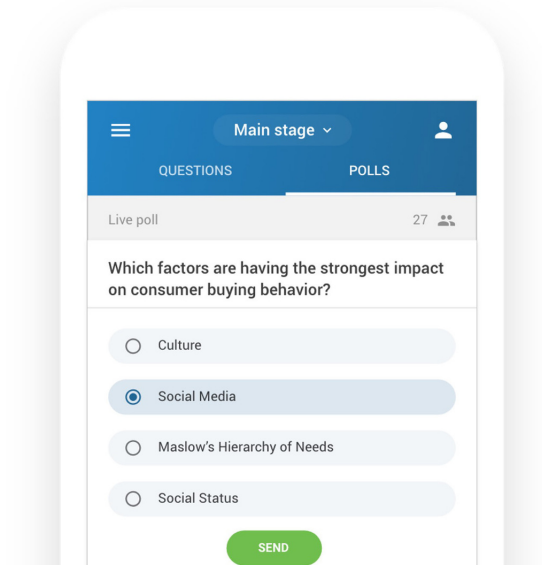 Main stage
QUESTIONS POLLS
Live poll 27
Which factors are having the strongest impact
on consumer buying behavior?
Culture
Social Media
Maslow's Hierarchy of Needs
Social Status
SEND